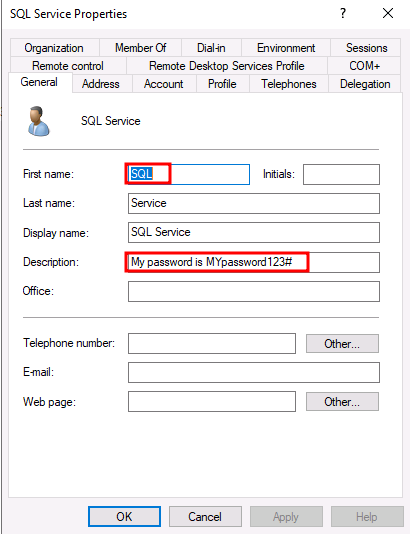 SQL Service Properties ? ×
Organization Member Of Dial-in Environment Sessions
Remote control Remote Desktop Services Profile COM+
General Address Account Profile Telephones Delegation
SQL Service
First name: SQL Initials:
Last name: Service
Display name: SQL Service
Description: My password is MYpassword123#
Office:
Telephone number: Other...
E-mail:
Web page: Other...
OK Cancel Apply Help